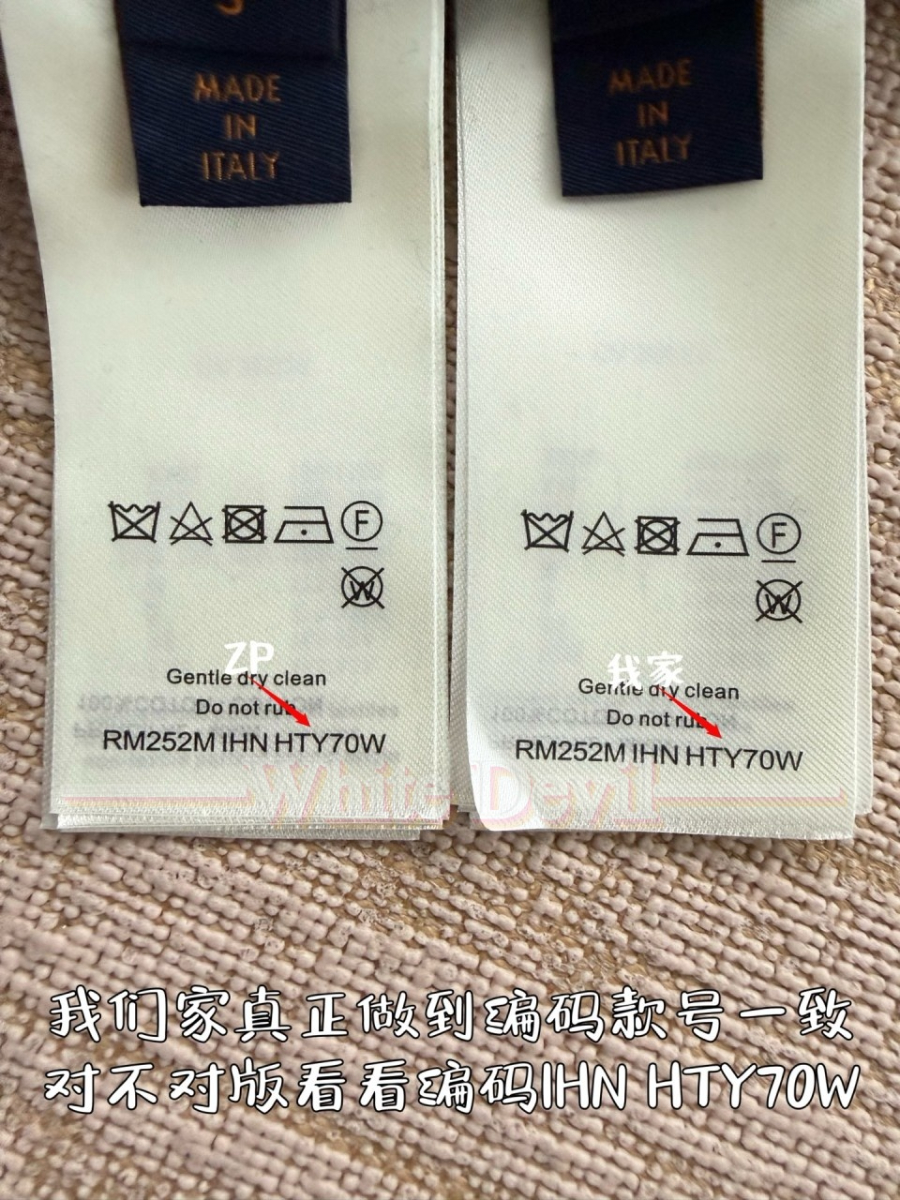 MADE
IN
ITALY
MADE
IN
ITALY
F
W
F
W
ZP
Gentle dry clean
Do not rub
RM252M IHN HTY70W
我家
Gentle dry clean
Do not rub
RM252M IHN HTY70W
White Devil
我们家真正做到编码款号一致
对不对版看看编码IHN HTY70W